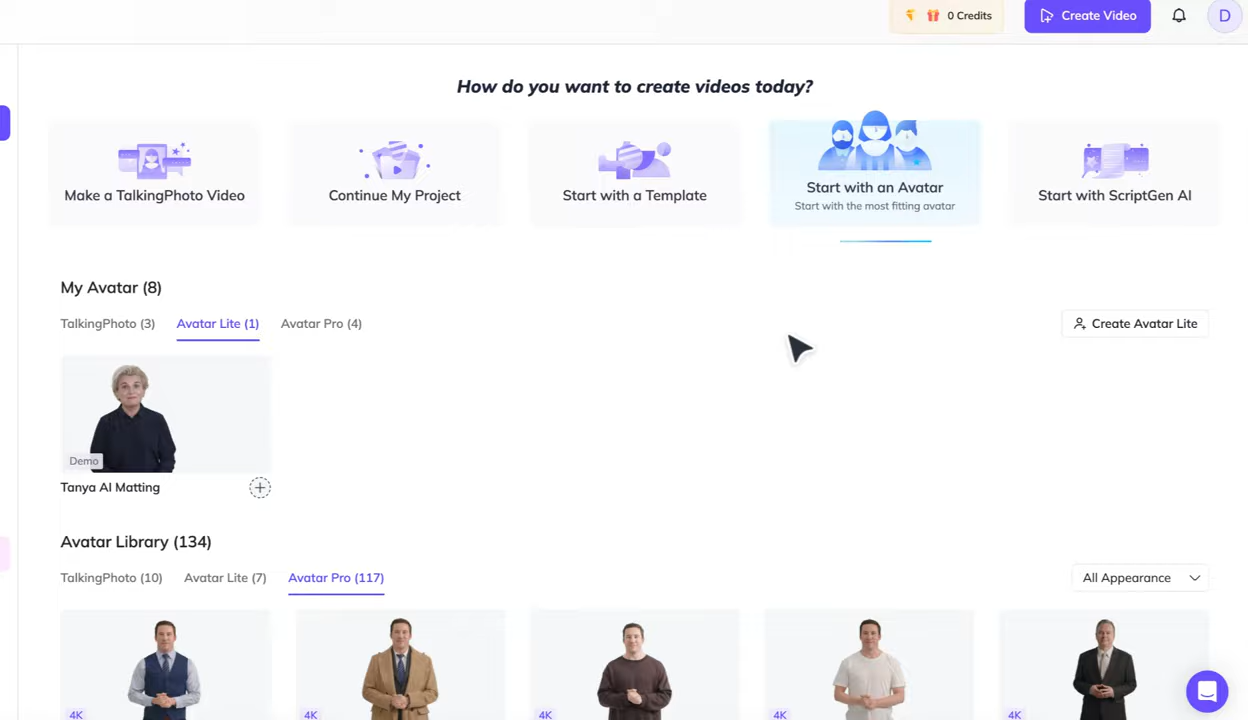 0 Credits
Create Video
D
How do you want to create videos today?
Make a TalkingPhoto Video
Continue My Project
Start with a Template
Start with an Avatar
Start with the most fitting avatar
Start with ScriptGen AI
My Avatar (8)
TalkingPhoto (3) Avatar Lite (1) Avatar Pro (4)
Create Avatar Lite
Demo
Tanya AI Matting
Avatar Library (134)
TalkingPhoto (10) Avatar Lite (7) Avatar Pro (117)
All Appearance
4K
4K
4K
4K
4K